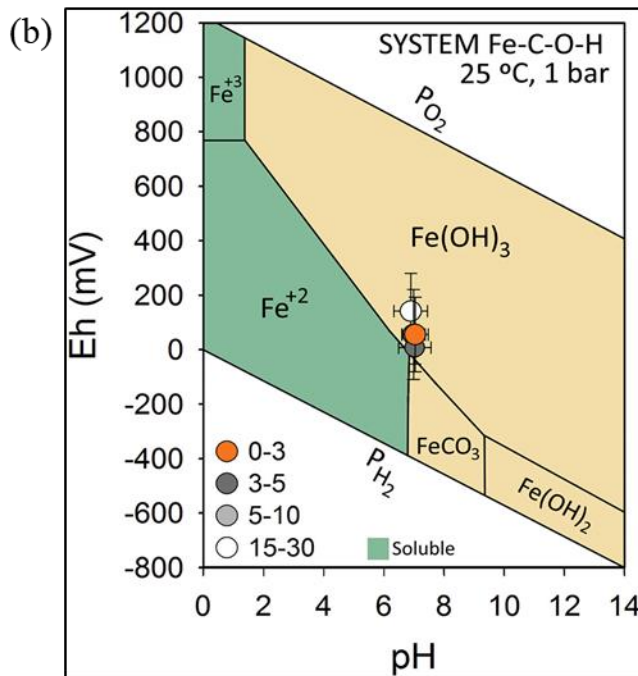 (b)
SYSTEM Fe-C-O-H
25 ºC, 1 bar
Eh (mV)
1200
1000
800
600
400
200
0
-200
-400
-600
-800
Fe+3
PO2
Fe(OH)3
Fe+2
FeCO3
Fe(OH)2
PH2
0-3
3-5
5-10
15-30
Soluble
0 2 4 6 8 10 12 14
pH